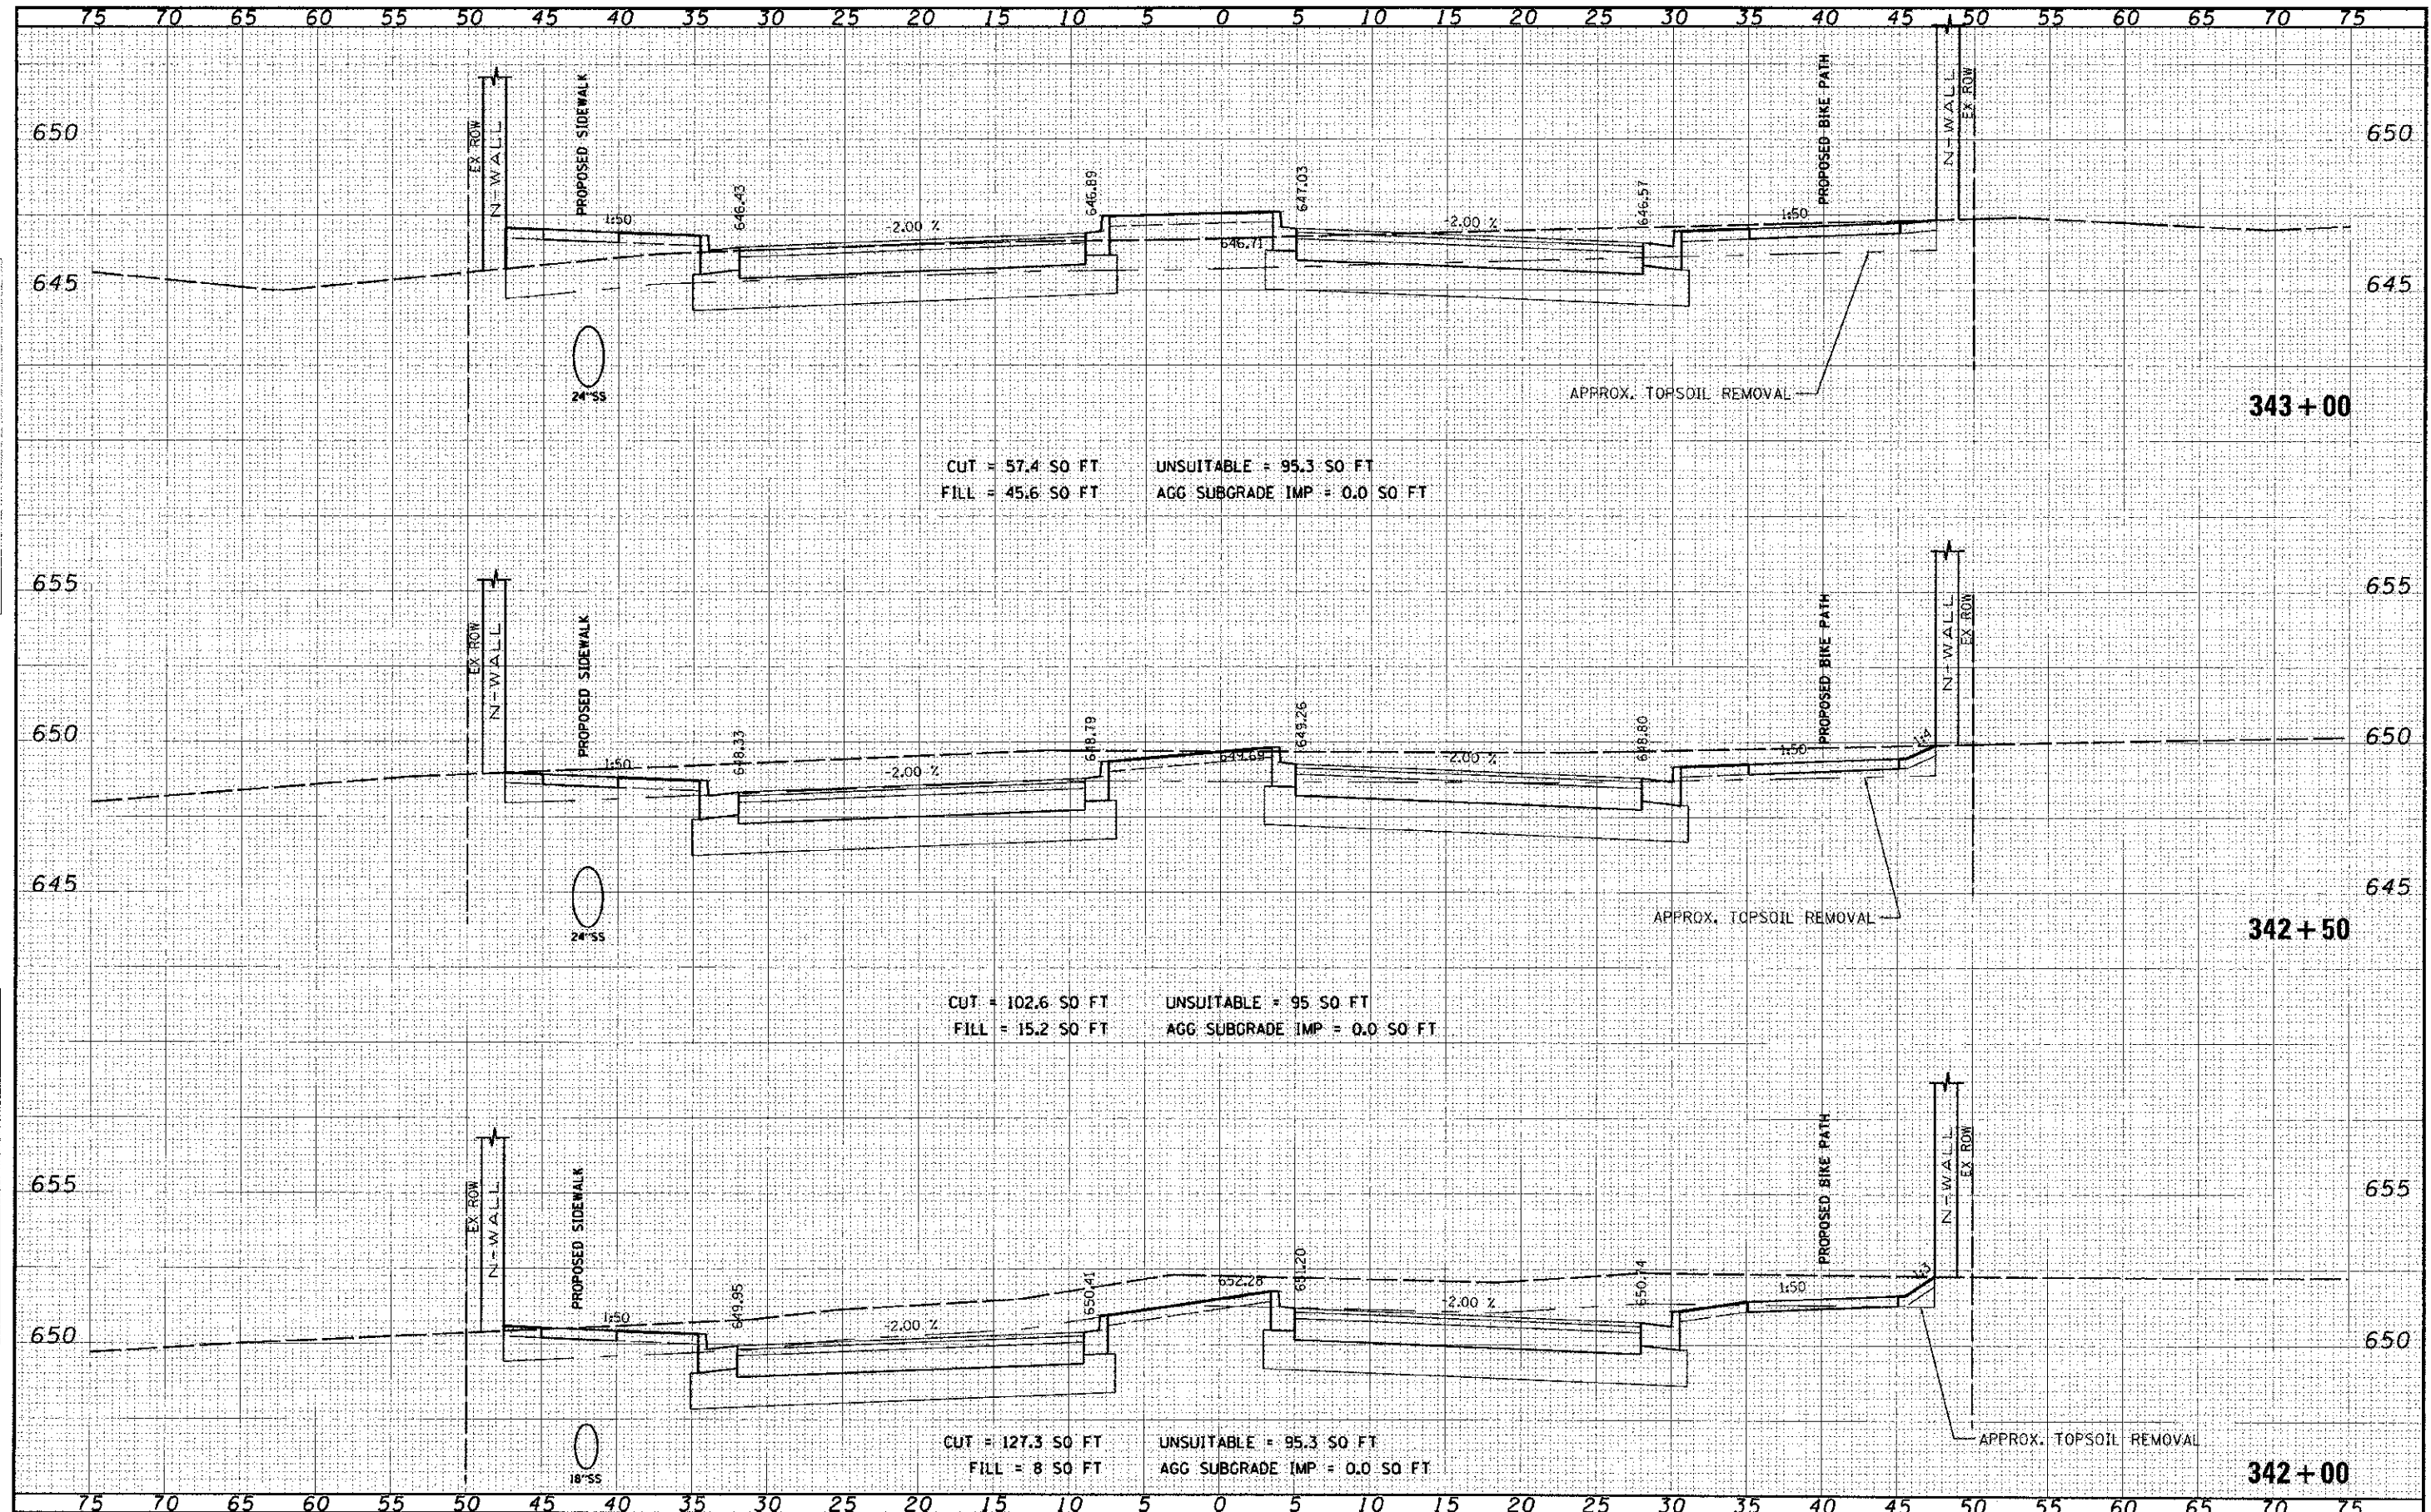 75 70 65 60 55 50 45 40 35 30 25 20 15 10 5 0 5 10 15 20 25 30 35 40 45 50 55 60 65 70 75
EX ROW
N-WALL
PROPOSED SIDEWALK
PROPOSED BIKE PATH
N-WALL
EX ROW
650
650
646.43
646.89
647.03
646.57
1:50
-2.00 %
-2.00 %
1:50
646.71
645
645
24"SS
APPROX. TOPSOIL REMOVAL
343+00
CUT = 57.4 SQ FT
UNSUITABLE = 95.3 SQ FT
FILL = 45.6 SQ FT
AGG SUBGRADE IMP = 0.0 SQ FT
655
655
EX ROW
N-WALL
PROPOSED SIDEWALK
PROPOSED BIKE PATH
N-WALL
EX ROW
650
650
648.33
648.79
649.26
648.80
1:50
-2.00 %
649.69
-2.00 %
1:50
1:4
645
645
24"SS
APPROX. TOPSOIL REMOVAL
342+50
CUT = 102.6 SQ FT
UNSUITABLE = 95 SQ FT
FILL = 15.2 SQ FT
AGG SUBGRADE IMP = 0.0 SQ FT
655
655
EX ROW
N-WALL
PROPOSED SIDEWALK
PROPOSED BIKE PATH
N-WALL
EX ROW
649.95
650.41
652.28
651.20
650.74
1:50
-2.00 %
-2.00 %
1:50
1:3
650
650
18"SS
APPROX. TOPSOIL REMOVAL
CUT = 127.3 SQ FT
UNSUITABLE = 95.3 SQ FT
FILL = 8 SQ FT
AGG SUBGRADE IMP = 0.0 SQ FT
342+00
75 70 65 60 55 50 45 40 35 30 25 20 15 10 5 0 5 10 15 20 25 30 35 40 45 50 55 60 65 70 75